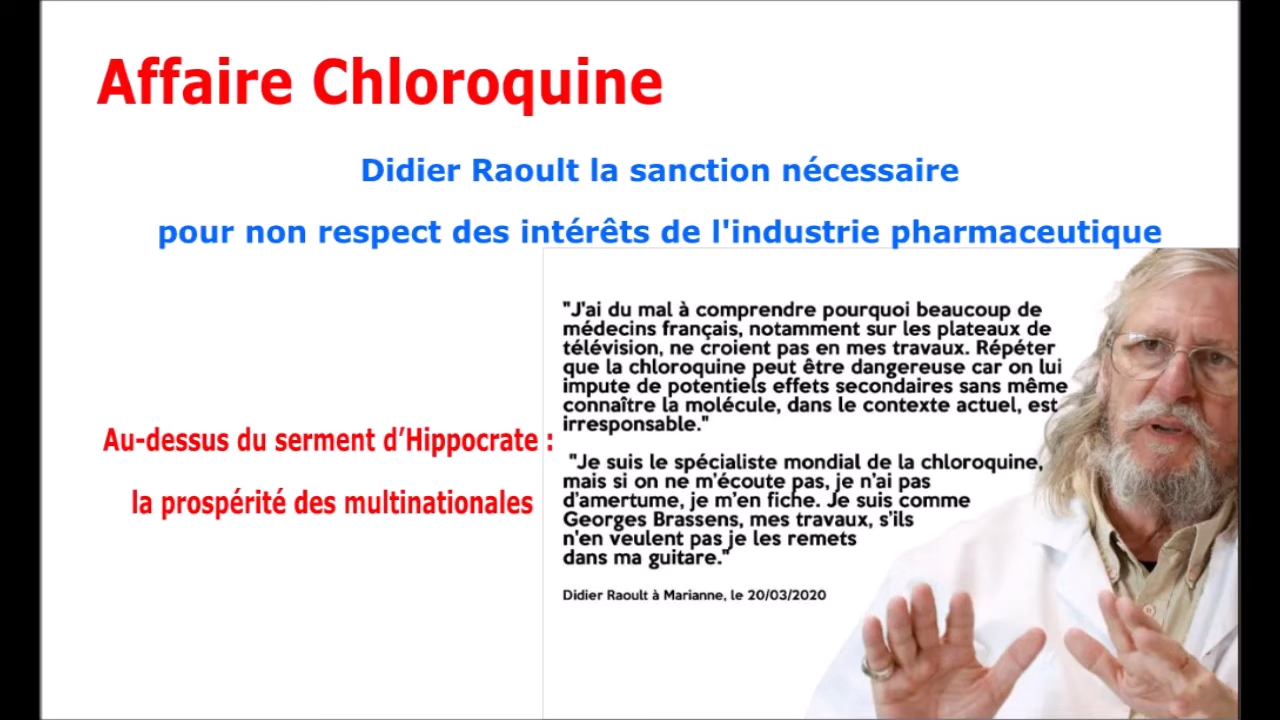 Affaire Chloroquine
Didier Raoult la sanction nécessaire
pour non respect des intérêts de l'industrie pharmaceutique
Au-dessus du serment d’Hippocrate :
la prospérité des multinationales
"J'ai du mal à comprendre pourquoi beaucoup de
médecins français, notamment sur les plateaux de
télévision, ne croient pas en mes travaux. Répéter
que la chloroquine peut être dangereuse car on lui
impute de potentiels effets secondaires sans même
connaître la molécule, dans le contexte actuel, est
irresponsable."
"Je suis le spécialiste mondial de la chloroquine,
mais si on ne m'écoute pas, je n'ai pas
d'amertume, je m'en fiche. Je suis comme
Georges Brassens, mes travaux, s'ils
n'en veulent pas je les remets
dans ma guitare."
Didier Raoult à Marianne, le 20/03/2020